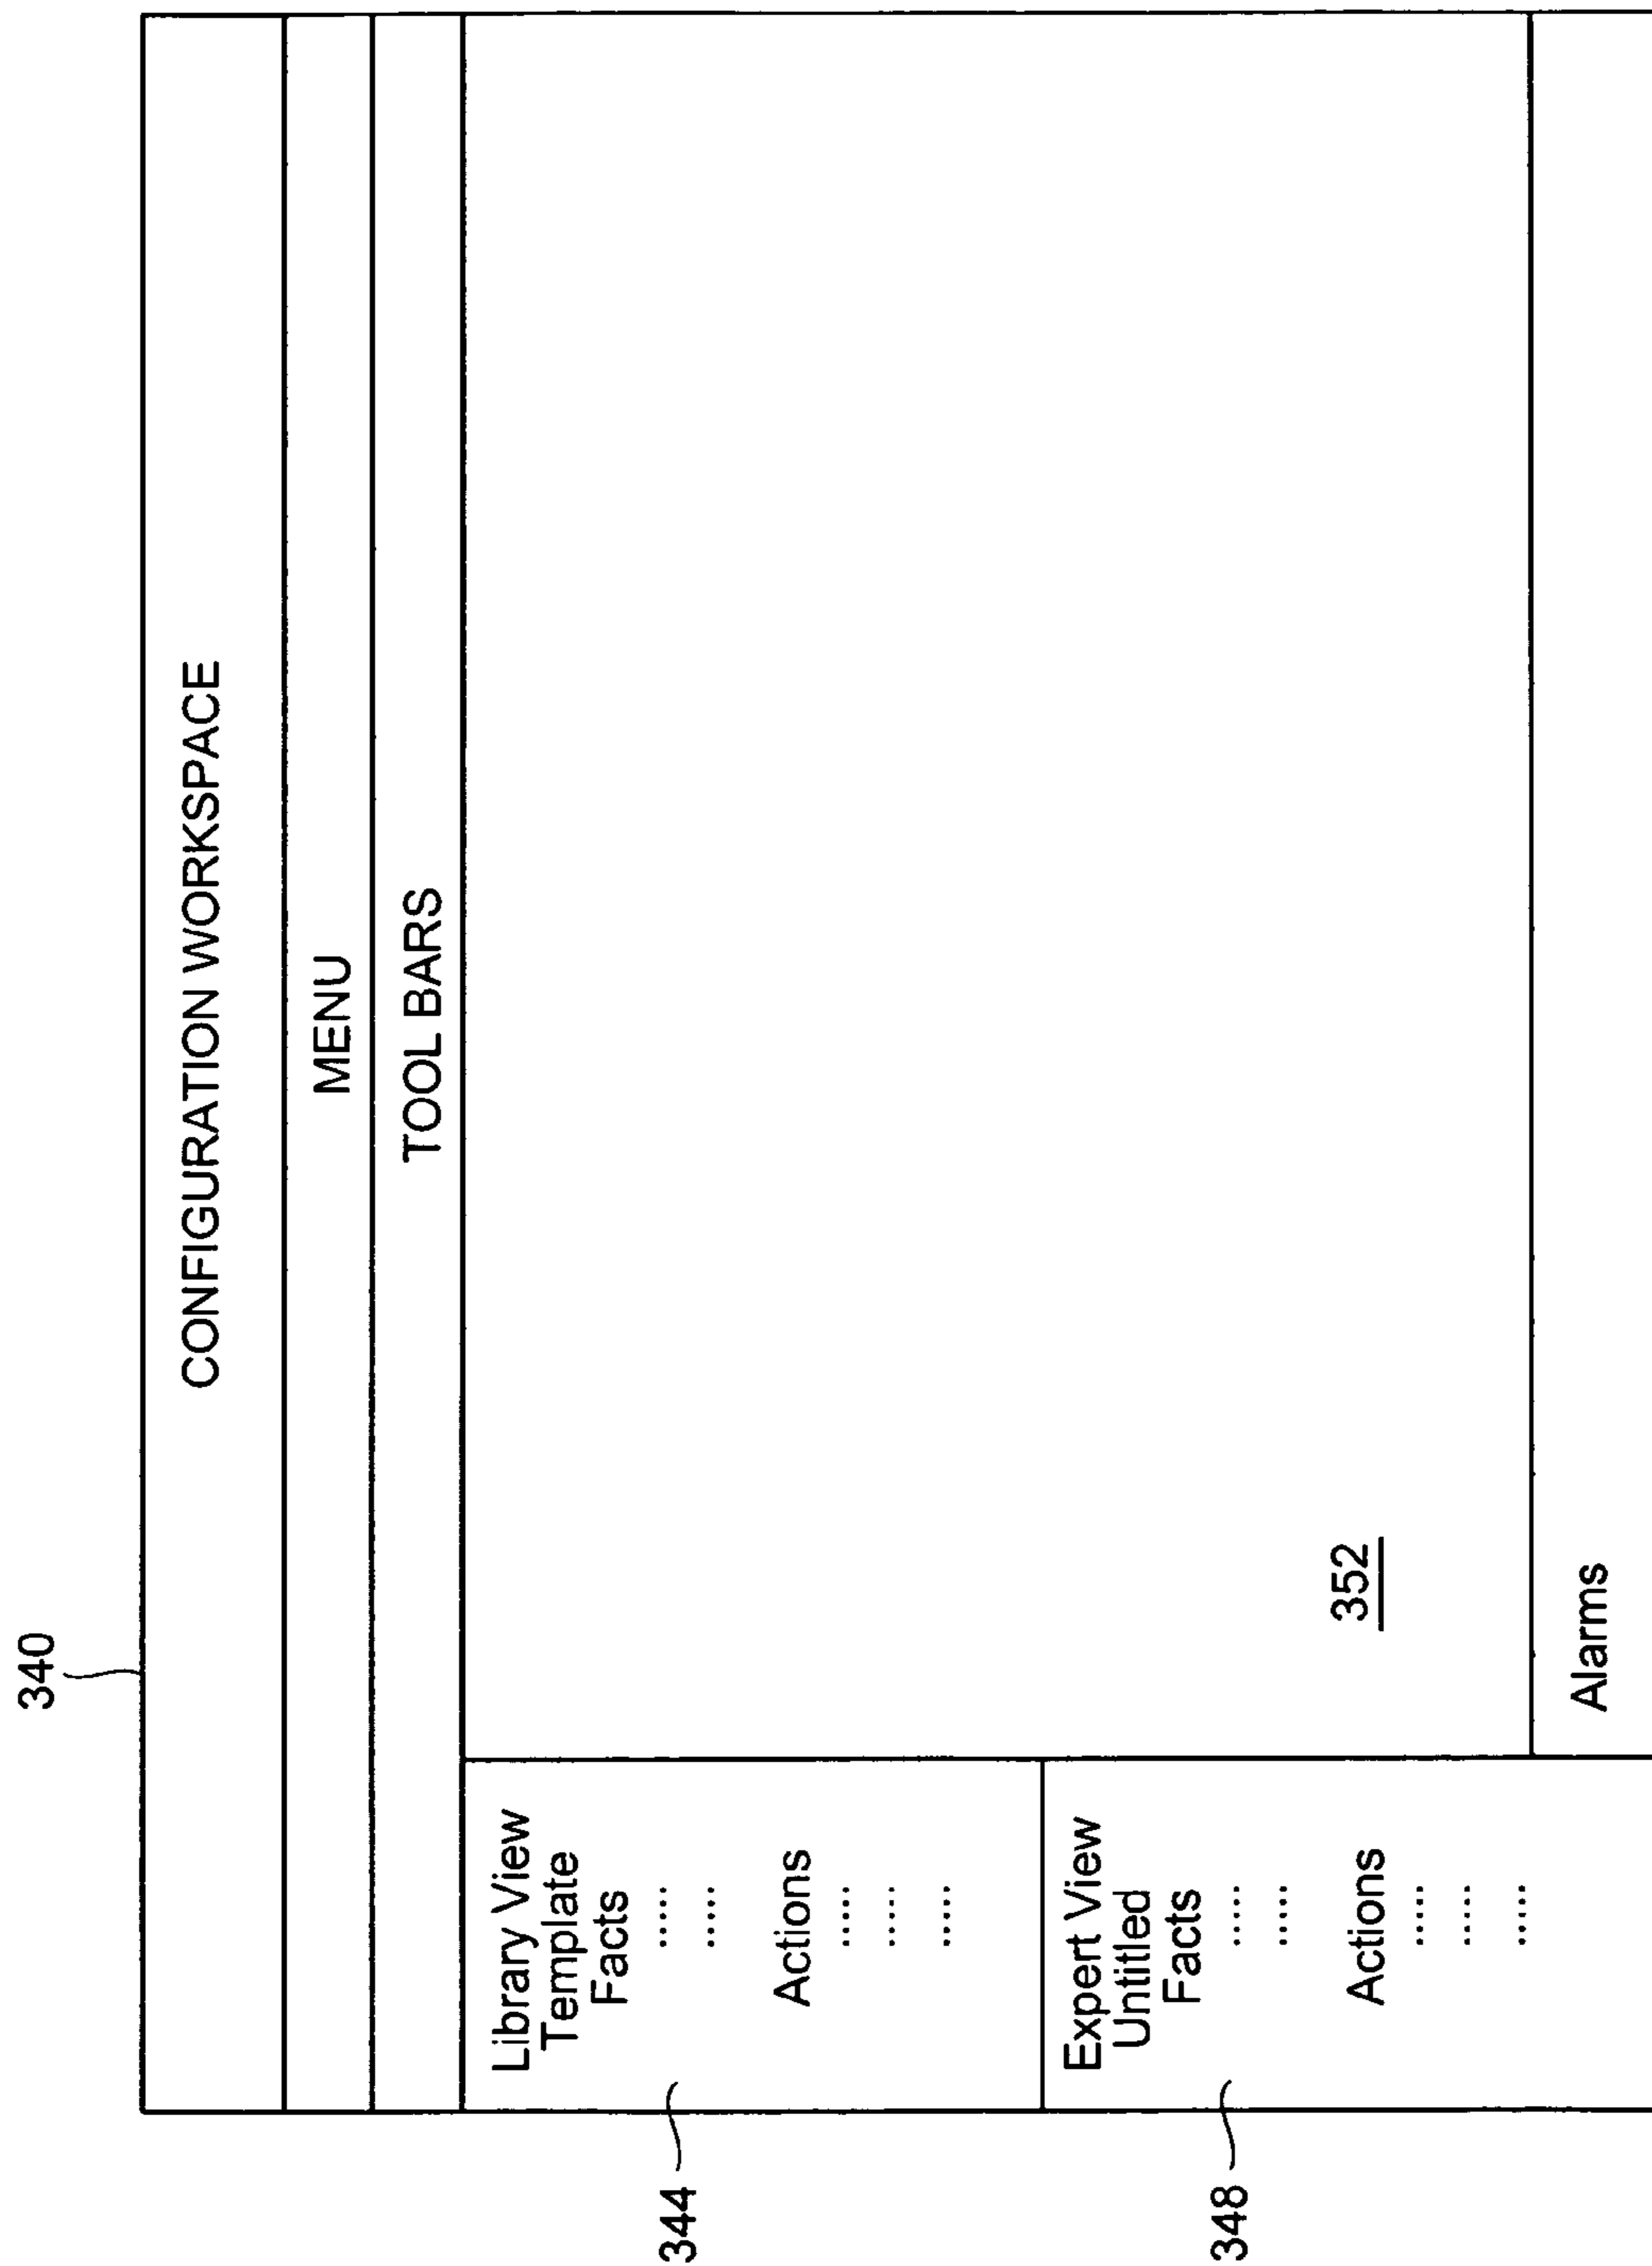 340
CONFIGURATION WORKSPACE
MENU
TOOL BARS
344
Library View
Template
Facts
.....
.....
Actions
.....
.....
.....
348
Expert View
Untitled
Facts
.....
.....
Actions
.....
.....
.....
352
Alarms